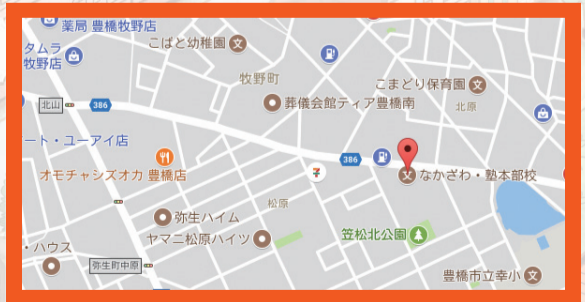 薬局 豊橋牧野店
タムラ
牧野店
こばと幼稚園
文
牧野町
こまどり保育園
文
北原
北山
386
葬儀会館ティア豊橋南
ート・ユーアイ店
オモチャシズオカ 豊橋店
386
7
文
なかざわ・塾本部校
松原
弥生ハイム
ヤマニ松原ハイツ
笠松北公園
・ハウス
弥生町中原
豊橋市立幸小
文